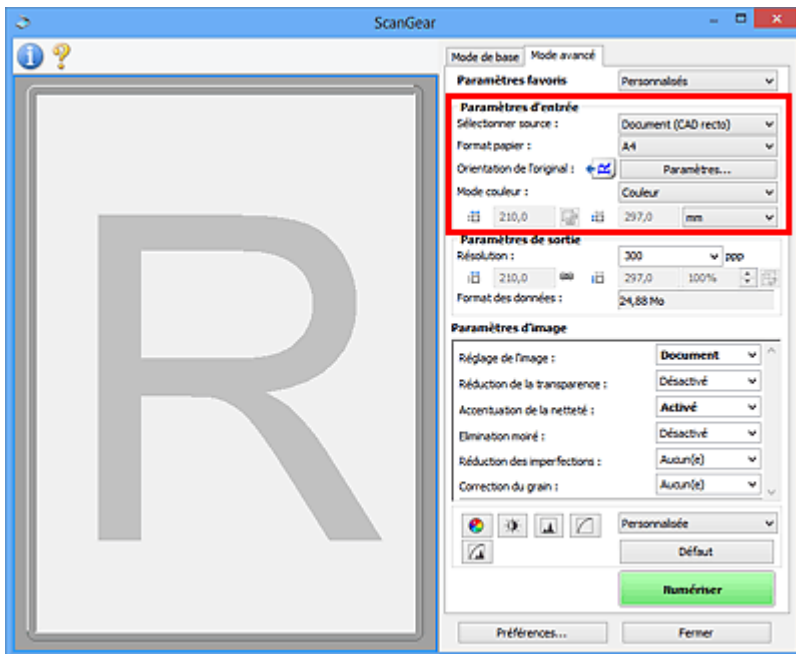 ScanGear
Mode de base Mode avancé
Paramètres favoris Personnalisés
Paramètres d'entrée
Sélectionner source : Document (CAD recto)
Format papier : A4
Orientation de l'original : Paramètres...
Mode couleur : Couleur
210,0 297,0 mm
Paramètres de sortie
Résolution : 300 ppp
210,0 297,0 100%
Format des données : 24,88 Mo
Paramètres d'image
Réglage de l'image : Document
Réduction de la transparence : Désactivé
Accentuation de la netteté : Activé
Elimination moiré : Désactivé
Réduction des imperfections : Aucun(e)
Correction du grain : Aucun(e)
Personnalisée
Défaut
Numériser
Préférences... Fermer
R